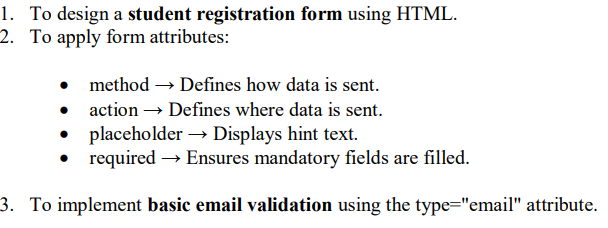 1. To design a student registration form using HTML.
2. To apply form attributes:
• method → Defines how data is sent.
• action → Defines where data is sent.
• placeholder → Displays hint text.
• required → Ensures mandatory fields are filled.
3. To implement basic email validation using the type="email" attribute.